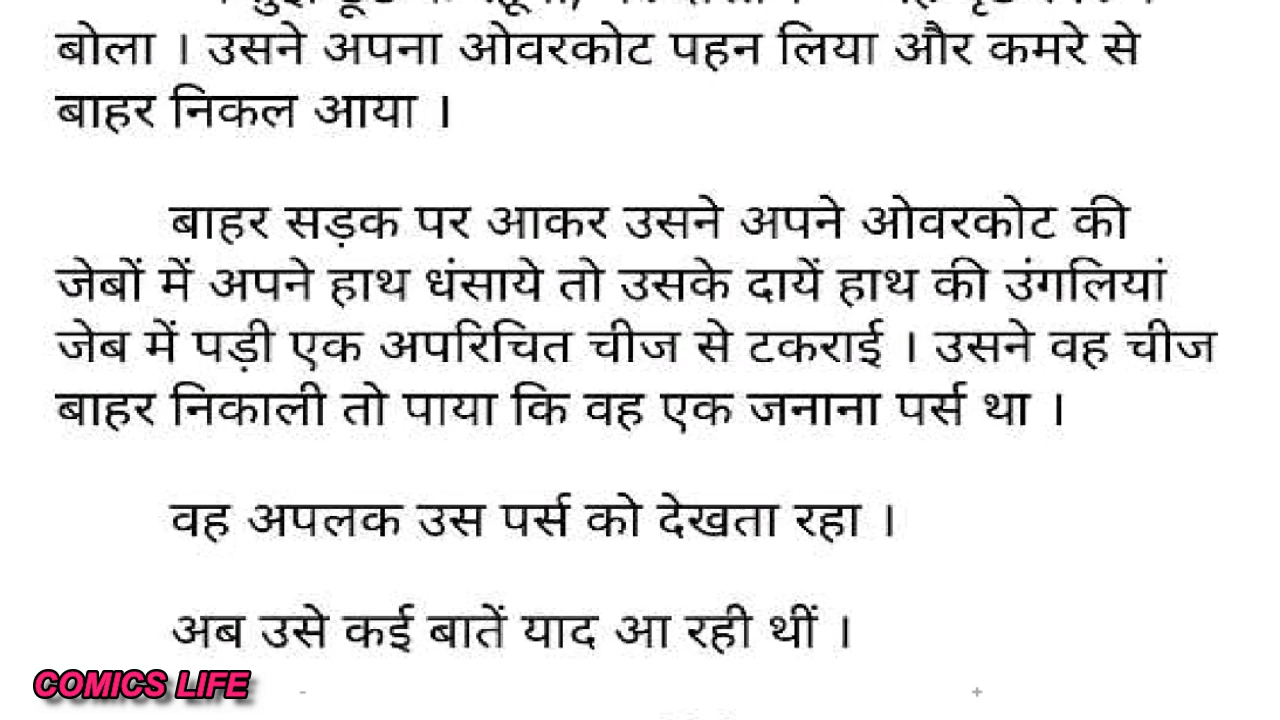 बोला । उसने अपना ओवरकोट पहन लिया और कमरे से
बाहर निकल आया ।
बाहर सड़क पर आकर उसने अपने ओवरकोट की
जेबों में अपने हाथ धंसाये तो उसके दायें हाथ की उंगलियां
जेब में पड़ी एक अपरिचित चीज से टकराई । उसने वह चीज
बाहर निकाली तो पाया कि वह एक जनाना पर्स था ।
वह अपलक उस पर्स को देखता रहा ।
अब उसे कई बातें याद आ रही थीं ।
COMICS LIFE
- +